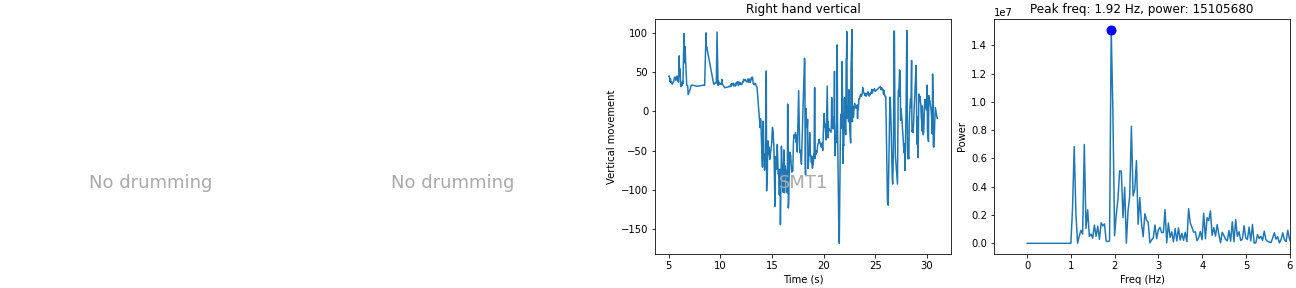 No drumming
No drumming
Right hand vertical
Vertical movement
100
50
0
−50
−100
−150
SMT1
5
10
15
20
25
30
Time (s)
1e7
Peak freq: 1.92 Hz, power: 15105680
Power
1.4
1.2
1.0
0.8
0.6
0.4
0.2
0.0
0
1
2
3
4
5
6
Freq (Hz)